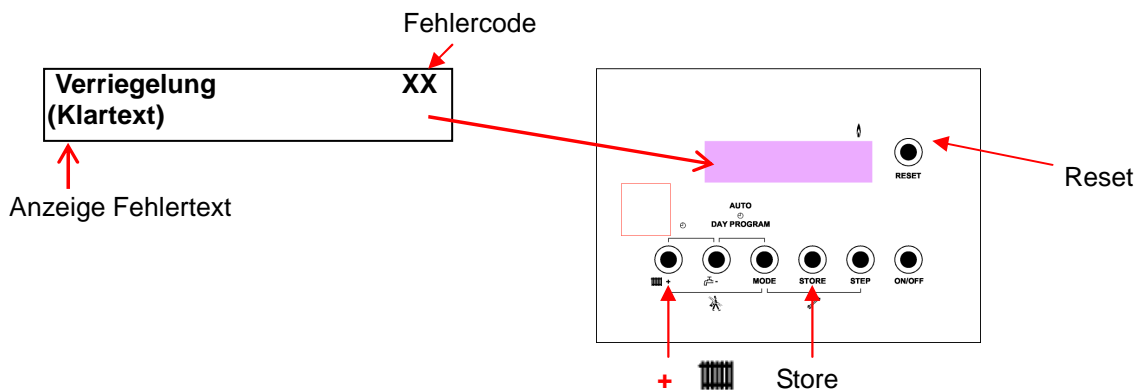 Fehlercode
Verriegelung XX
(Klartext)
Anzeige Fehlertext
RESET
Reset
AUTO
DAY PROGRAM
+ - MODE STORE STEP ON/OFF
+ Store